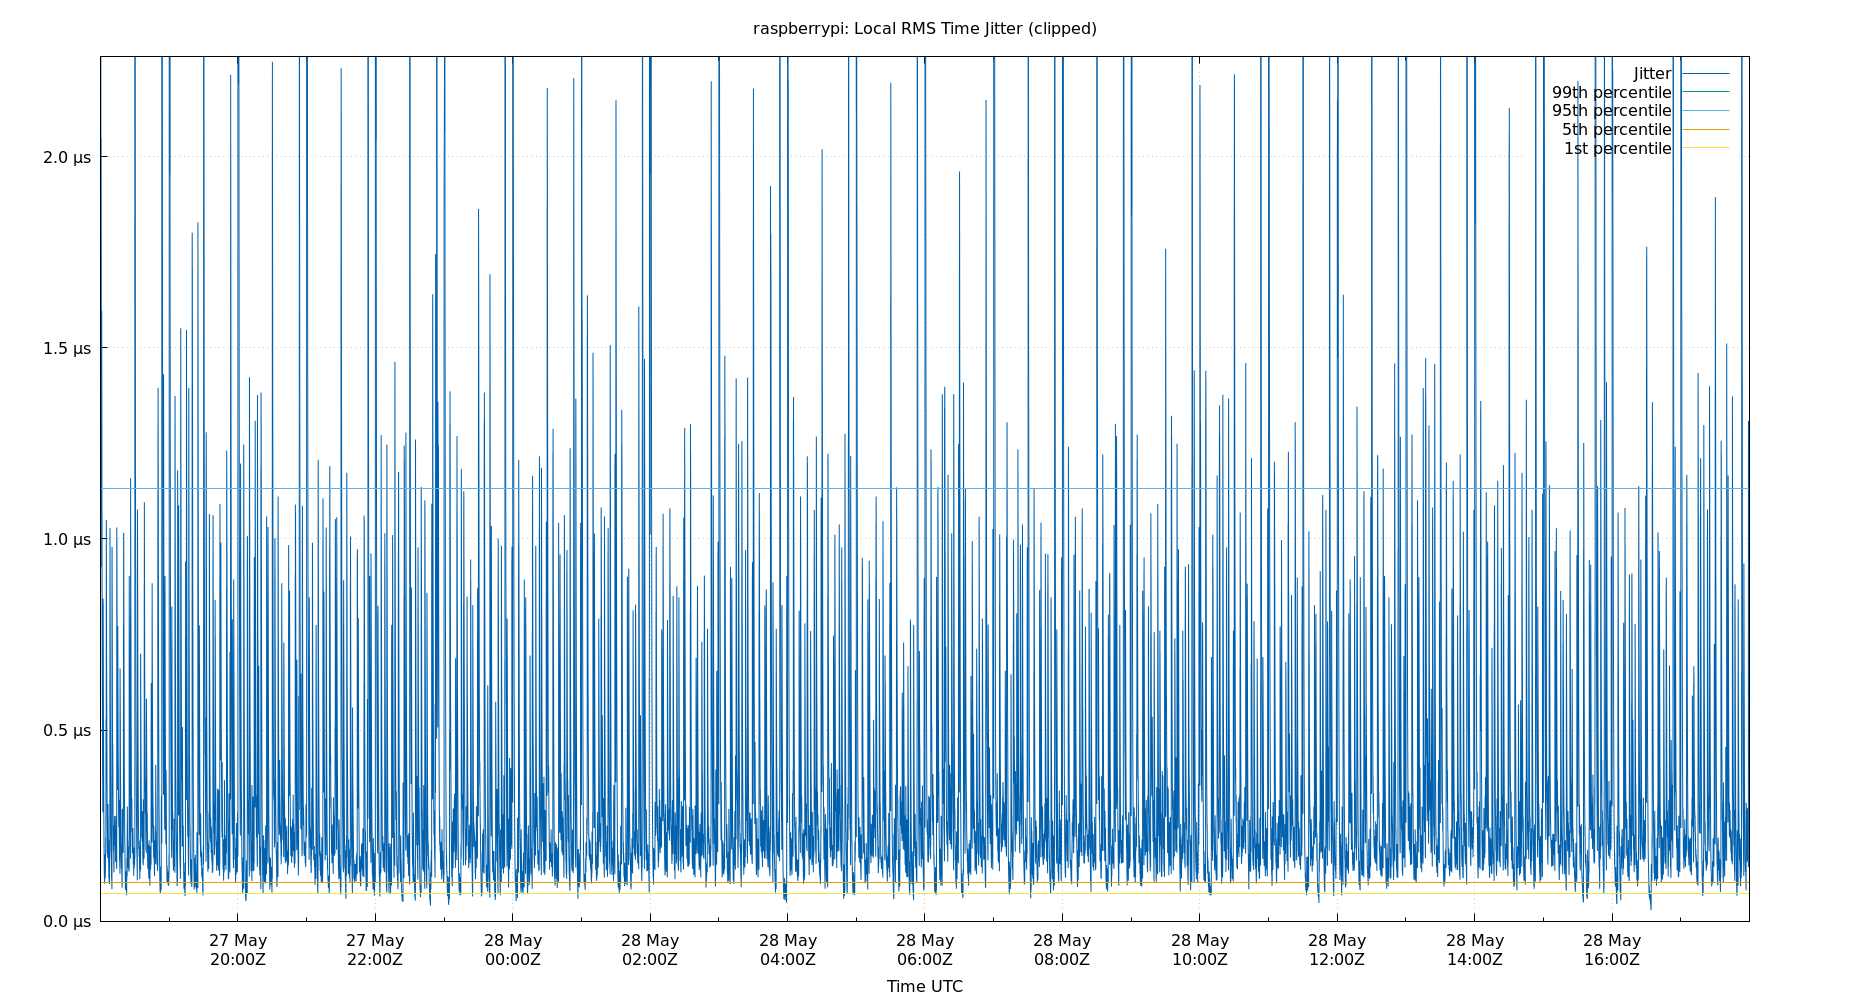 raspberrypi: Local RMS Time Jitter (clipped)
Jitter
99th percentile
95th percentile
5th percentile
1st percentile
2.0 µs
1.5 µs
1.0 µs
0.5 µs
0.0 µs
27 May 27 May 28 May 28 May 28 May 28 May 28 May 28 May 28 May 28 May 28 May
20:00Z 22:00Z 00:00Z 02:00Z 04:00Z 06:00Z 08:00Z 10:00Z 12:00Z 14:00Z 16:00Z
Time UTC